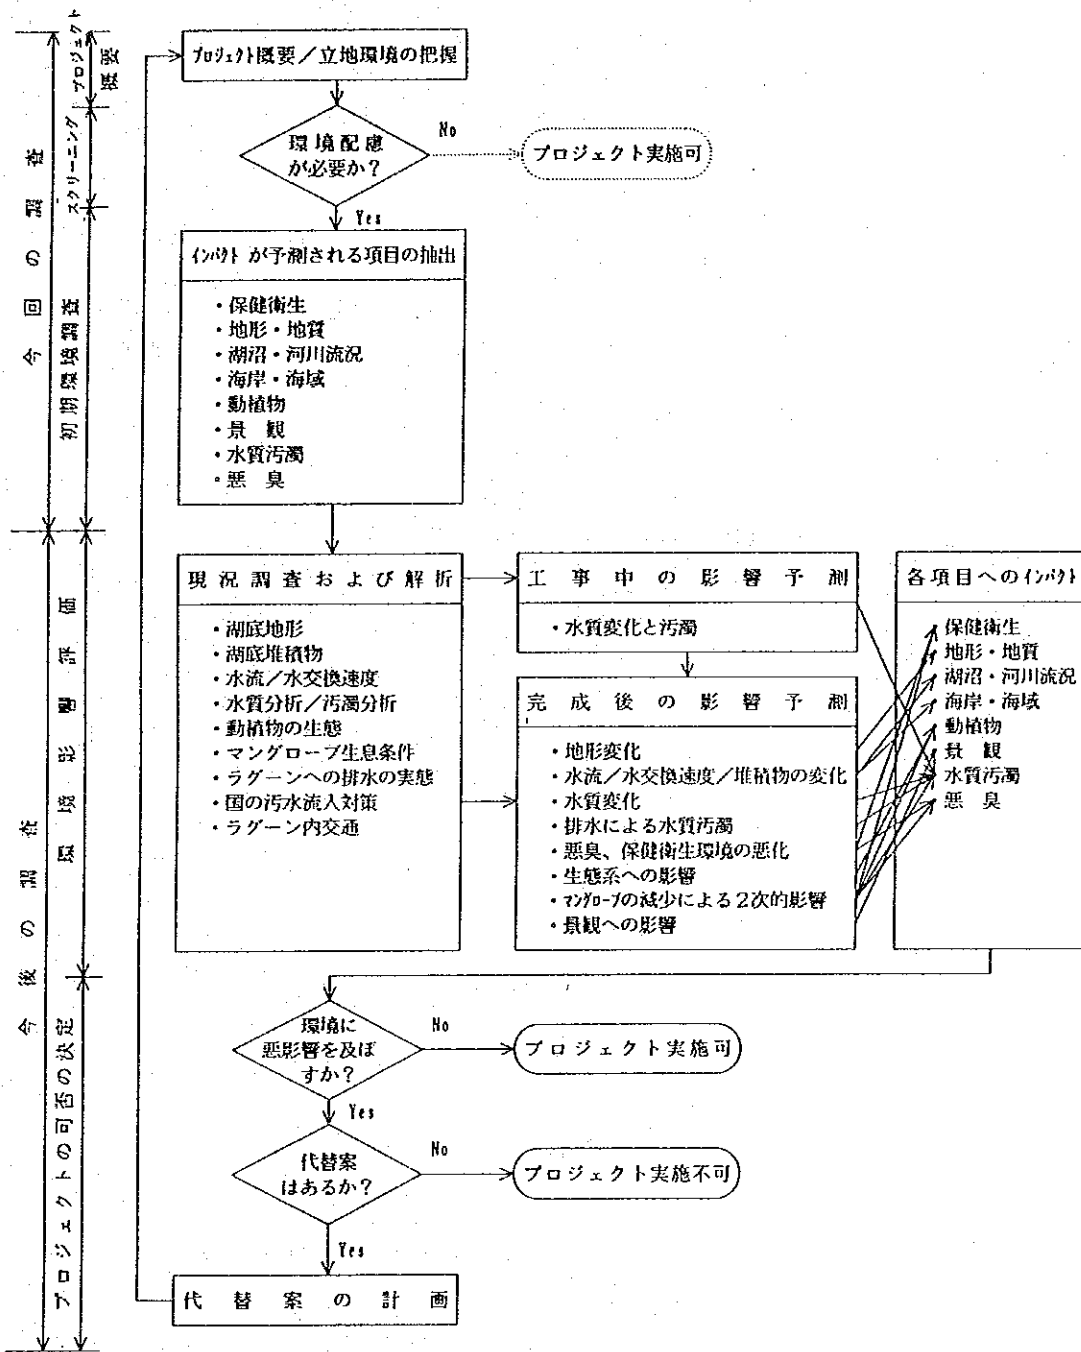 プロジェクト概要
スクリーニング
初期環境調査
今回の調査
環境影響評価
プロジェクトの可否の決定
今後の調査
プロジェクト概要/立地環境の把握
環境配慮
が必要か?
No
プロジェクト実施可
Yes
インパクトが予測される項目の抽出
・保健衛生
・地形・地質
・湖沼・河川流況
・海岸・海域
・動植物
・景 観
・水質汚濁
・悪 臭
現況調査および解析
・湖底地形
・湖底堆積物
・水流/水交換速度
・水質分析/汚濁分析
・動植物の生態
・マングローブ生息条件
・ラグーンへの排水の実態
・国の汚水流入対策
・ラグーン内交通
工事中の影響予測
・水質変化と汚濁
完成後の影響予測
・地形変化
・水流/水交換速度/堆積物の変化
・水質変化
・排水による水質汚濁
・悪臭、保健衛生環境の悪化
・生態系への影響
・マングローブの減少による2次的影響
・景観への影響
各項目へのインパクト
保健衛生
地形・地質
湖沼・河川流況
海岸・海域
動植物
景 観
水質汚濁
悪 臭
環境に
悪影響を及ぼ
すか?
No
プロジェクト実施可
Yes
代替案
はあるか?
No
プロジェクト実施不可
Yes
代替案の計画